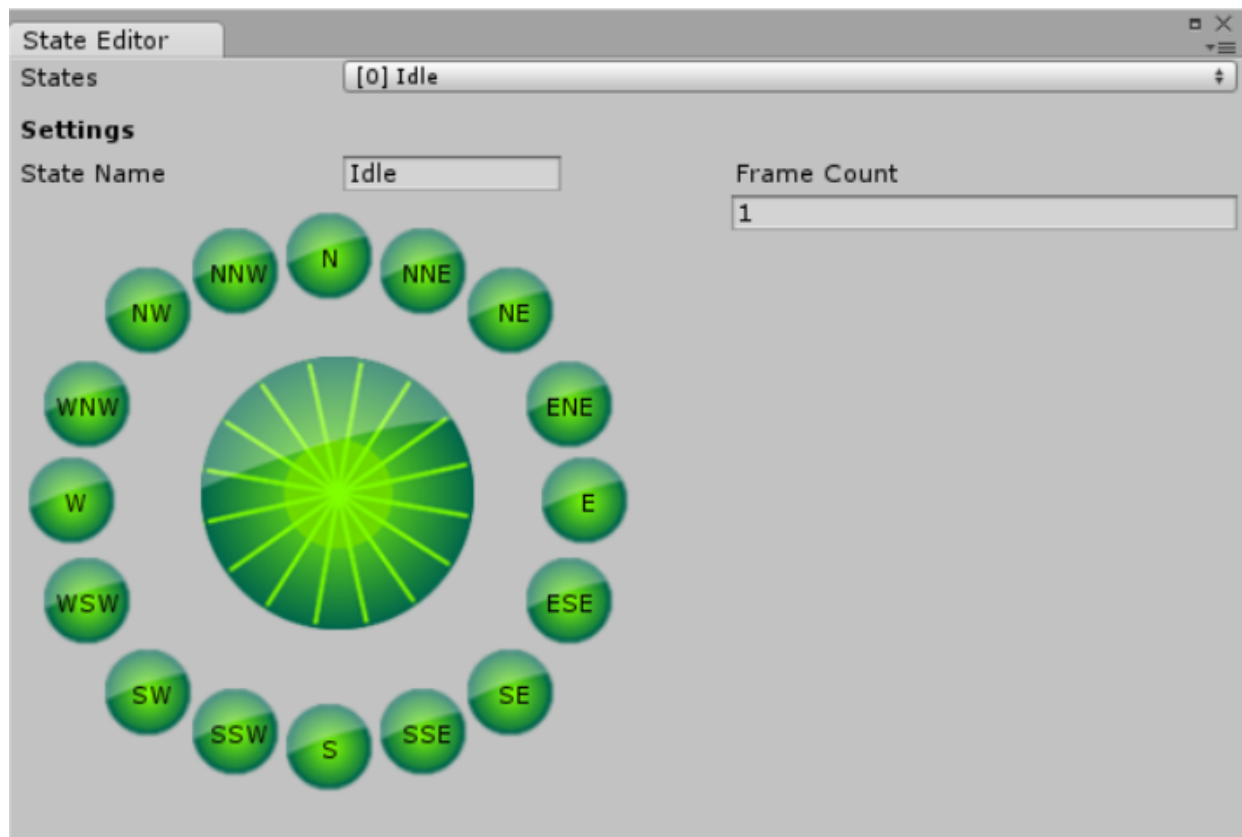 State Editor
States [0] Idle
Settings
State Name Idle Frame Count
1
N
NNW NNE
NW NE
WNW ENE
W E
WSW ESE
SW SE
SSW SSE
S